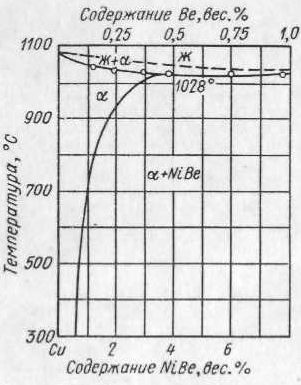 Содержание Be, вес.%
0,25 0,5 0,75 1,0
1100
Ж+α Ж
1028°
α
900
α+NiBe
700
500
300
Температура, °С
Cu 2 4 6
Содержание NiBe, вес.%